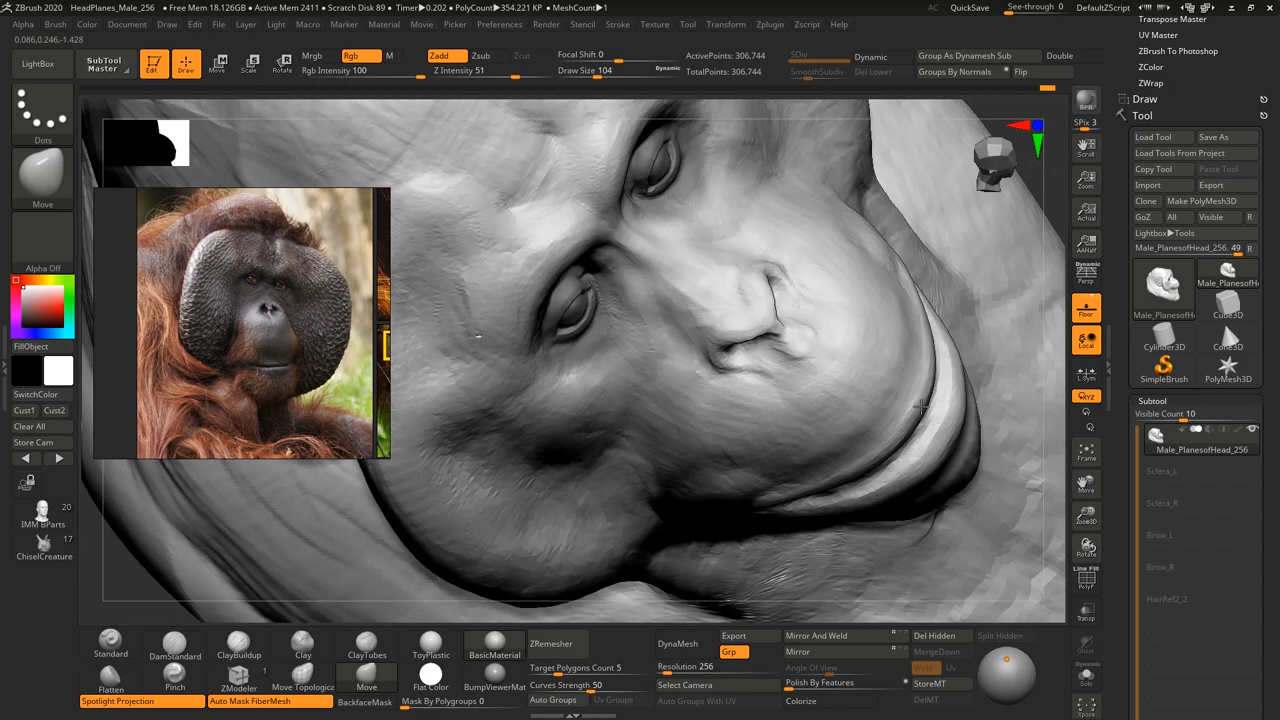 ZBrush 2020 HeadPlanes_Male_256 • Free Mem 18.126GB • Active Mem 2411 • Scratch Disk 89 • Timer▶0.202 • PolyCount▶354.221 KP • MeshCount▶1
AC QuickSave See-through 0 DefaultZScript
Alpha Brush Color Document Draw Edit File Layer Light Macro Marker Material Movie Picker Preferences Render Stencil Stroke Texture Tool Transform Zplugin Zscript Help
0.086,0.246,-1.428
LightBox
SubTool Master
Edit Draw Move Scale Rotate
Mrgb Rgb M
Rgb Intensity 100
Zadd Zsub Zcut
Z Intensity 51
Focal Shift 0
Draw Size 104 Dynamic
ActivePoints: 306,744
TotalPoints: 306,744
SDiv
SmoothSubdiv
Dynamic
Del Lower
Group As Dynamesh Sub Double
Groups By Normals Flip
Dots
Move
Alpha Off
FillObject
SwitchColor
Cust1 Cust2
Clear All
Store Cam
20
IMM BParts
17
ChiselCreature
BPR
SPix 3
Scroll
Zoom
Actual
AAHalf
Dynamic
Persp
Floor
Local
L.Sym
XYZ
Frame
Move
Zoom3D
Rotate
Line Fill
PolyF
Transp
Ghost
Dynamic
Solo
Xpose
Transpose Master
UV Master
ZBrush To Photoshop
ZColor
ZWrap
Draw
Tool
Load Tool Save As
Load Tools From Project
Copy Tool Paste Tool
Import Export
Clone Make PolyMesh3D
GoZ All Visible R
Lightbox▶Tools
Male_PlanesofHead_256. 49 R
Male_PlanesofH Male_PlanesofHe
Cube3D
Cylinder3D Cone3D
SimpleBrush PolyMesh3D
Subtool
Visible Count 10
Male_PlanesofHead_256
Sclera_L
Sclera_R
Brow_L
Brow_R
HairRef2_2
Standard DamStandard ClayBuildup Clay ClayTubes ToyPlastic BasicMaterial
Flatten Pinch ZModeler 1 Move Topologica Move Flat Color BumpViewerMat
Spotlight Projection Auto Mask FiberMesh BackfaceMask Mask By Polygroups 0
ZRemesher
Target Polygons Count 5
Curves Strength 50
Auto Groups Uv Groups
DynaMesh
Export
Grp
Resolution 256
Select Camera
Auto Groups With UV
Mirror And Weld
Mirror
Angle Of View
Polish By Features
Colorize
Del Hidden Split Hidden
MergeDown
Weld Uv
StoreMT
DelMT